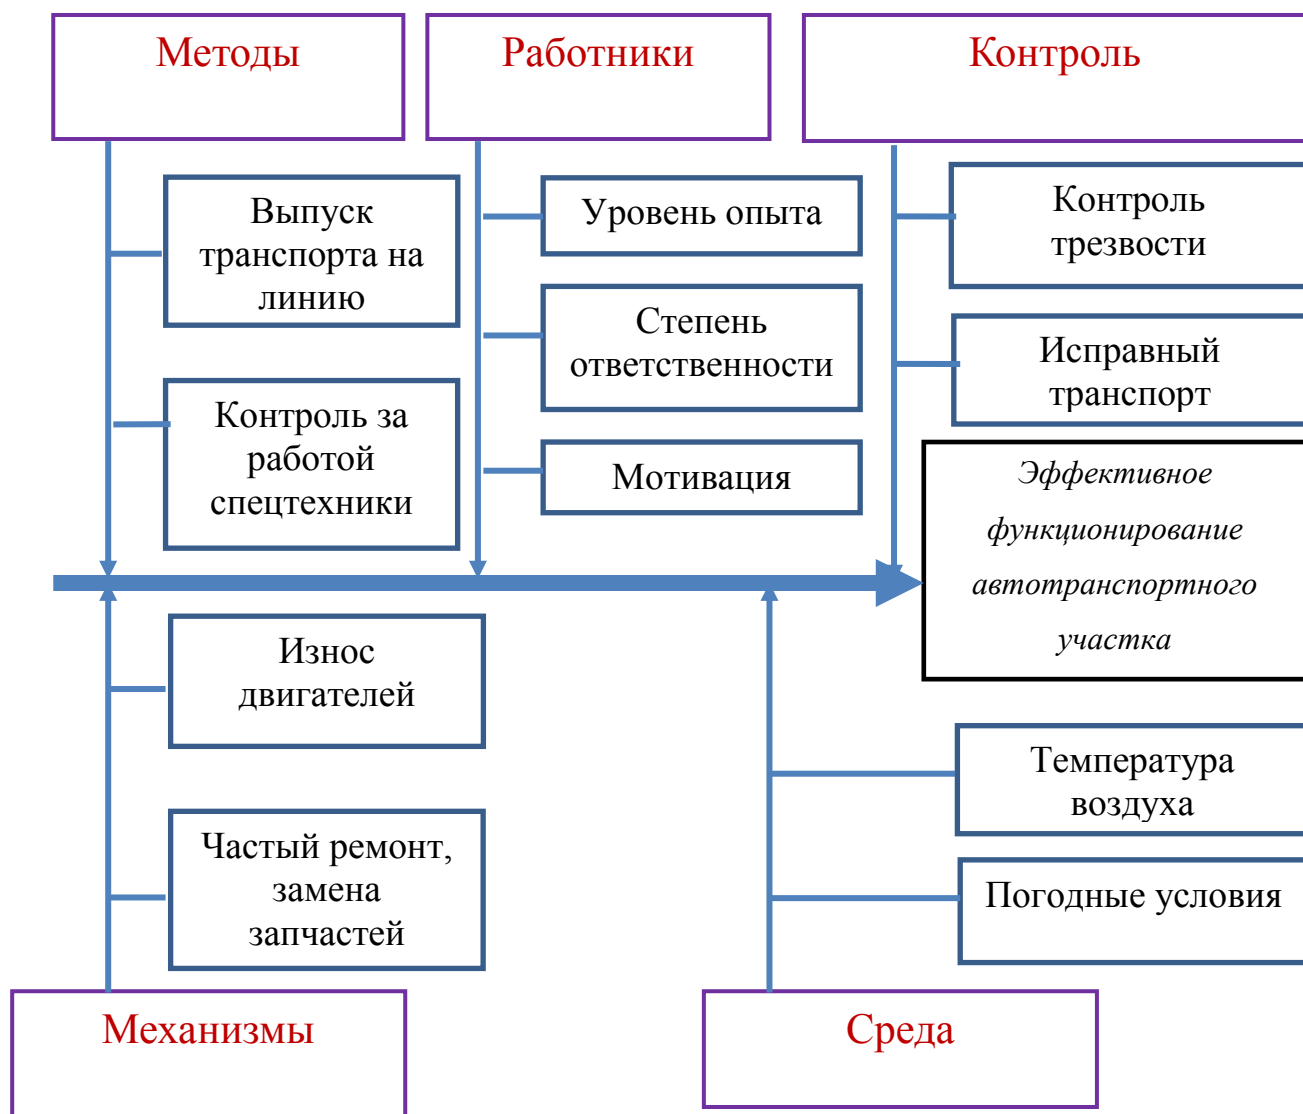 Методы
Работники
Контроль
Выпуск
транспорта на
линию
Контроль за
работой
спецтехники
Уровень опыта
Степень
ответственности
Мотивация
Контроль
трезвости
Исправный
транспорт
Эффективное
функционирование
автотранспортного
участка
Износ
двигателей
Частый ремонт,
замена
запчастей
Температура
воздуха
Погодные условия
Механизмы
Среда